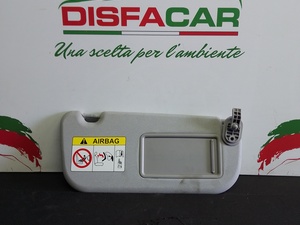 DISFACAR
Una scelta per l'ambiente
AIRBAG